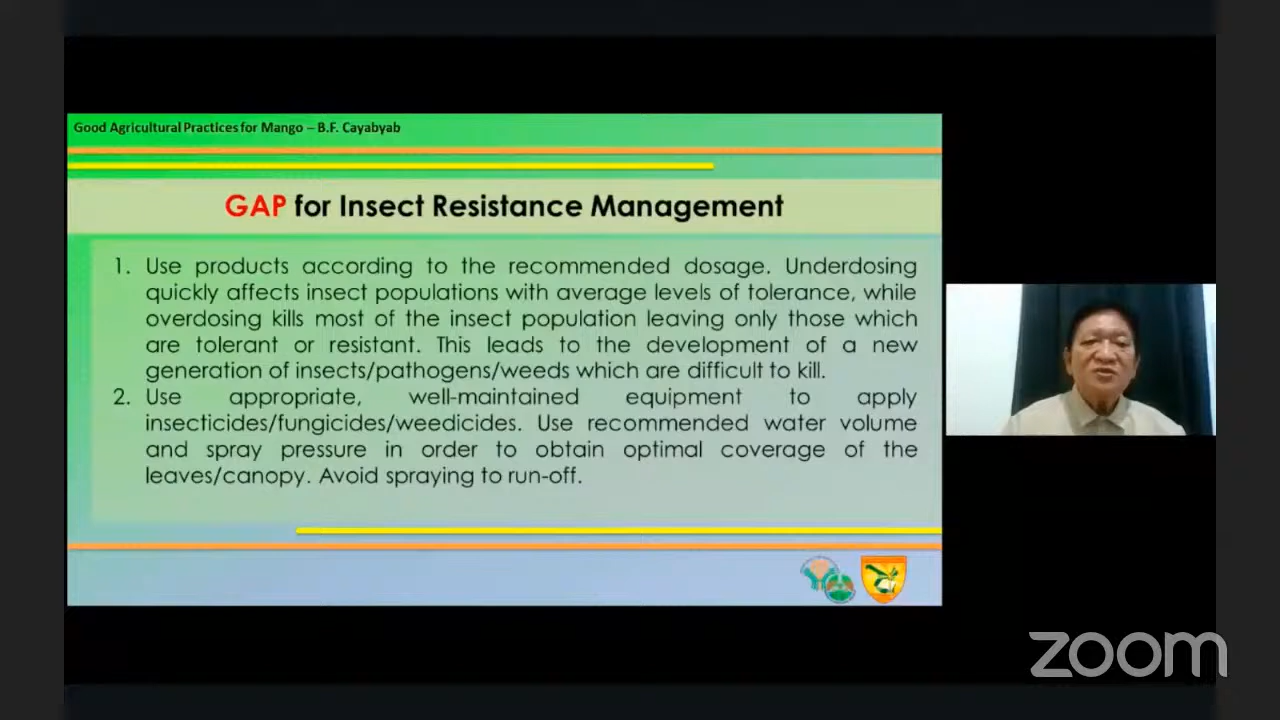 Good Agricultural Practices for Mango – B.F. Cayabyab
GAP for Insect Resistance Management
1. Use products according to the recommended dosage. Underdosing
quickly affects insect populations with average levels of tolerance, while
overdosing kills most of the insect population leaving only those which
are tolerant or resistant. This leads to the development of a new
generation of insects/pathogens/weeds which are difficult to kill.
2. Use appropriate, well-maintained equipment to apply
insecticides/fungicides/weedicides. Use recommended water volume
and spray pressure in order to obtain optimal coverage of the
leaves/canopy. Avoid spraying to run-off.
zoom